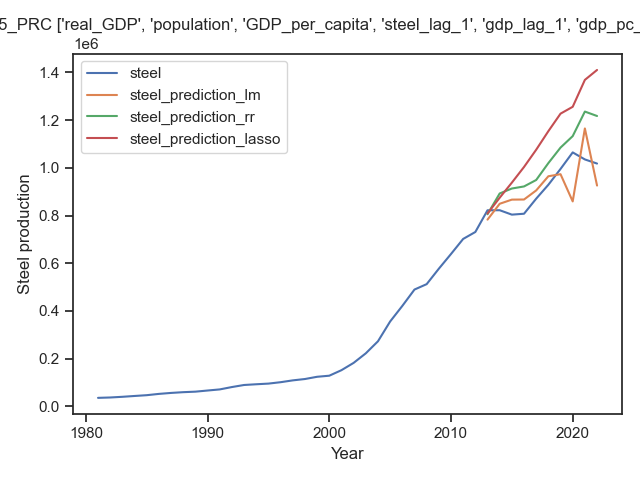 5_PRC ['real_GDP', 'population', 'GDP_per_capita', 'steel_lag_1', 'gdp_lag_1', 'gdp_pc_
1e6
steel
steel_prediction_lm
steel_prediction_rr
steel_prediction_lasso
1.4
1.2
1.0
0.8
0.6
0.4
0.2
0.0
Steel production
1980
1990
2000
2010
2020
Year